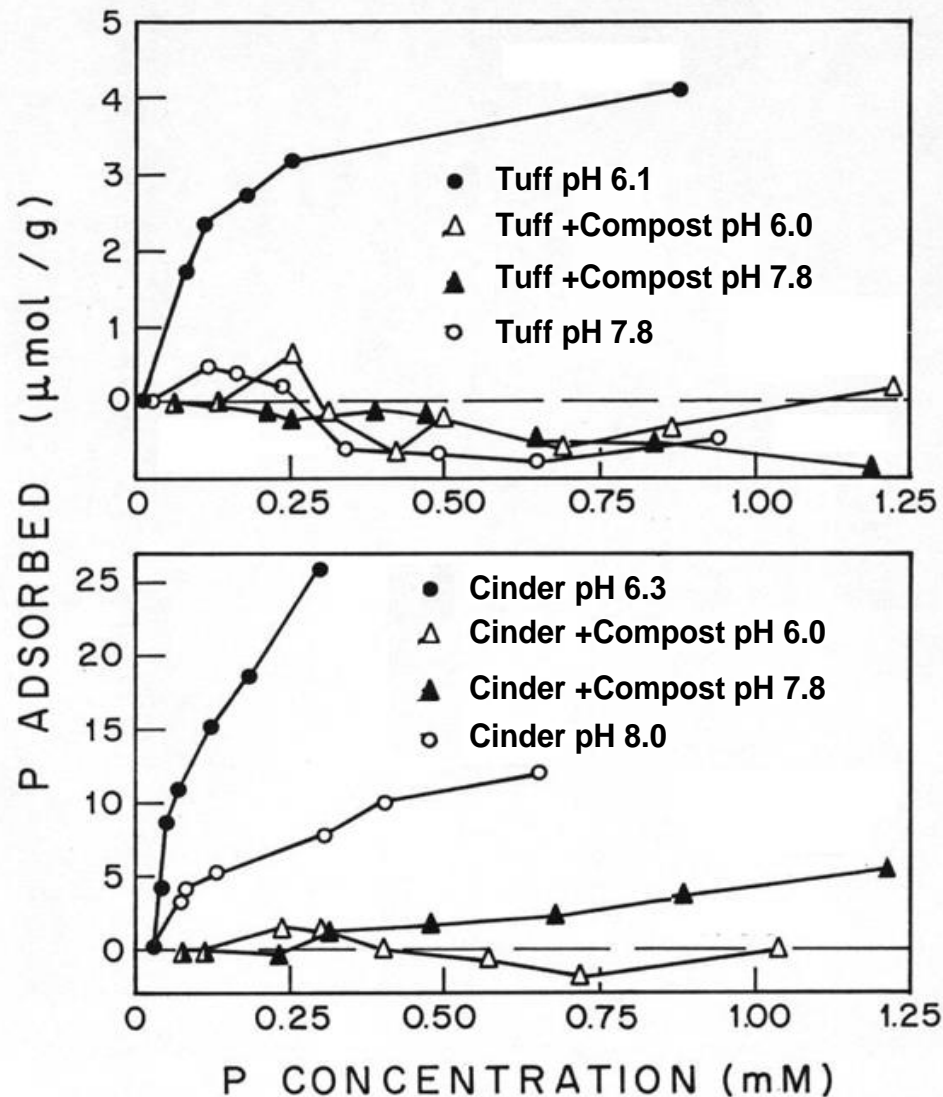 P ADSORBED (μmol / g)
5
4
3
2
1
0
Tuff pH 6.1
Tuff +Compost pH 6.0
Tuff +Compost pH 7.8
Tuff pH 7.8
0 0.25 0.50 0.75 1.00 1.25
25
20
15
10
5
0
Cinder pH 6.3
Cinder +Compost pH 6.0
Cinder +Compost pH 7.8
Cinder pH 8.0
0 0.25 0.50 0.75 1.00 1.25
P CONCENTRATION (mM)